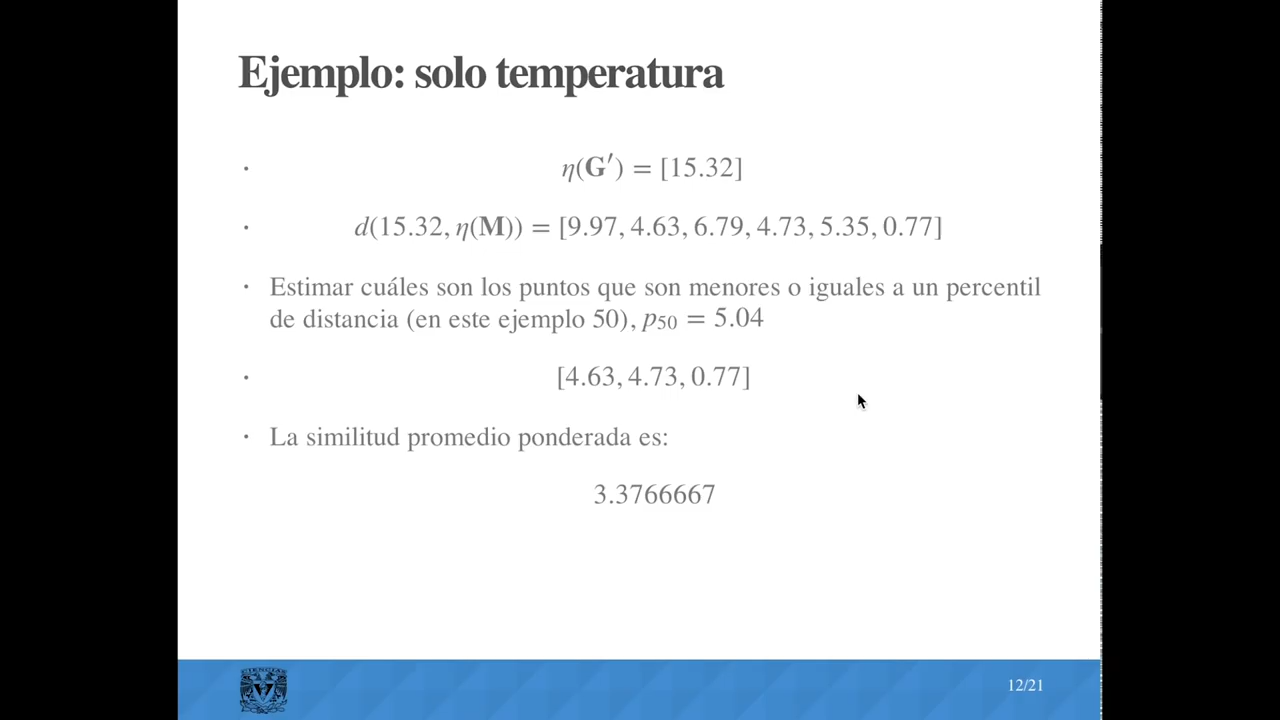 Ejemplo: solo temperatura
• η(G′) = [15.32]
• d(15.32, η(M)) = [9.97, 4.63, 6.79, 4.73, 5.35, 0.77]
• Estimar cuáles son los puntos que son menores o iguales a un percentil
de distancia (en este ejemplo 50), p₅₀ = 5.04
• [4.63, 4.73, 0.77]
• La similitud promedio ponderada es:
3.3766667
CIENCIAS
12/21